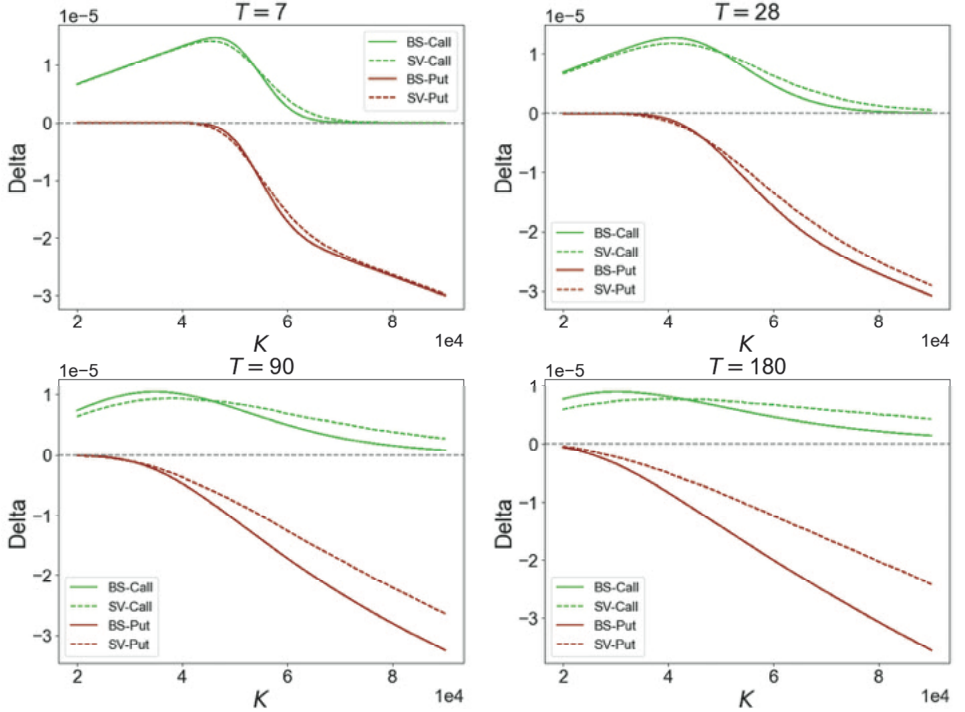 T = 7
1e−5
1
0
−1
−2
−3
Delta
BS-Call
SV-Call
BS-Put
SV-Put
2
4
6
8
1e4
K
T = 28
1e−5
1
0
−1
−2
−3
Delta
BS-Call
SV-Call
BS-Put
SV-Put
2
4
6
8
1e4
K
T = 90
1e−5
1
0
−1
−2
−3
Delta
BS-Call
SV-Call
BS-Put
SV-Put
2
4
6
8
1e4
K
T = 180
1e−5
1
0
−1
−2
−3
Delta
BS-Call
SV-Call
BS-Put
SV-Put
2
4
6
8
1e4
K